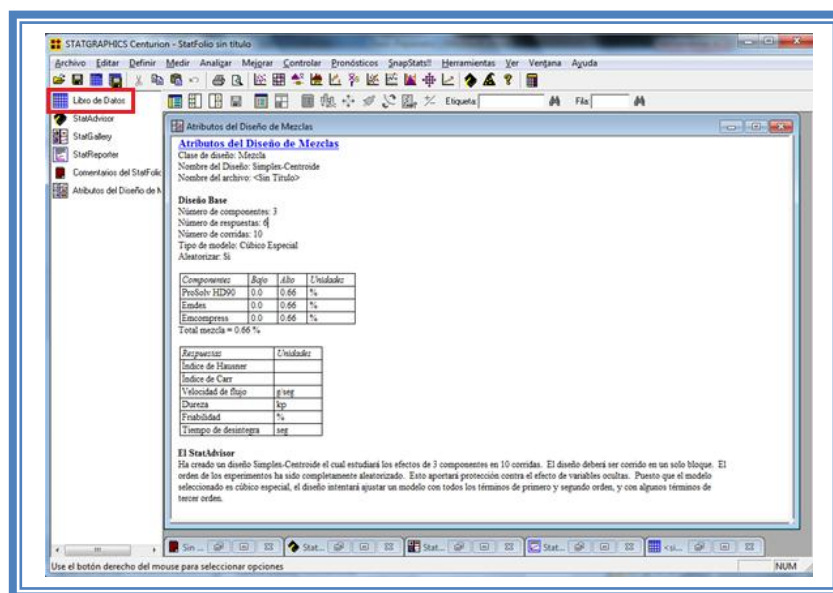 STATGRAPHICS Centurion - StatFolio sin título
Archivo Editar Definir Medir Analizar Mejorar Controlar Pronósticos SnapStats!! Herramientas Ver Ventana Ayuda
Etiqueta Fila
Libro de Datos
StatAdvisor
StatGallery
StatReporter
Comentarios del StatFolic
Atributos del Diseño de M
Atributos del Diseño de Mezclas
Atributos del Diseño de Mezclas
Clase de diseño: Mezcla
Nombre del Diseño: Simplex-Centroide
Nombre del archivo: <Sin Titulo>
Diseño Base
Número de componentes: 3
Número de respuestas: 6
Número de corridas: 10
Tipo de modelo: Cúbico Especial
Aleatorizar: Sí
Componentes Bajo Alto Unidades
ProSolv HD90 0.0 0.66 %
Emdex 0.0 0.66 %
Emcompress 0.0 0.66 %
Total mezcla = 0.66 %
Respuestas Unidades
Índice de Hausner
Índice de Carr
Velocidad de flujo g/seg
Dureza kp
Friabilidad %
Tiempo de desintegra seg
El StatAdvisor
Ha creado un diseño Simplex-Centroide el cual estudiará los efectos de 3 componentes en 10 corridas. El diseño deberá ser corrido en un solo bloque. El
orden de los experimentos ha sido completamente aleatorizado. Esto aportará protección contra el efecto de variables ocultas. Puesto que el modelo
seleccionado es cúbico especial, el diseño intentará ajustar un modelo con todos los términos de primero y segundo orden, y con algunos términos de
tercer orden.
Sin ... Stat... Stat... Stat... <si...
Use el botón derecho del mouse para seleccionar opciones
NUM